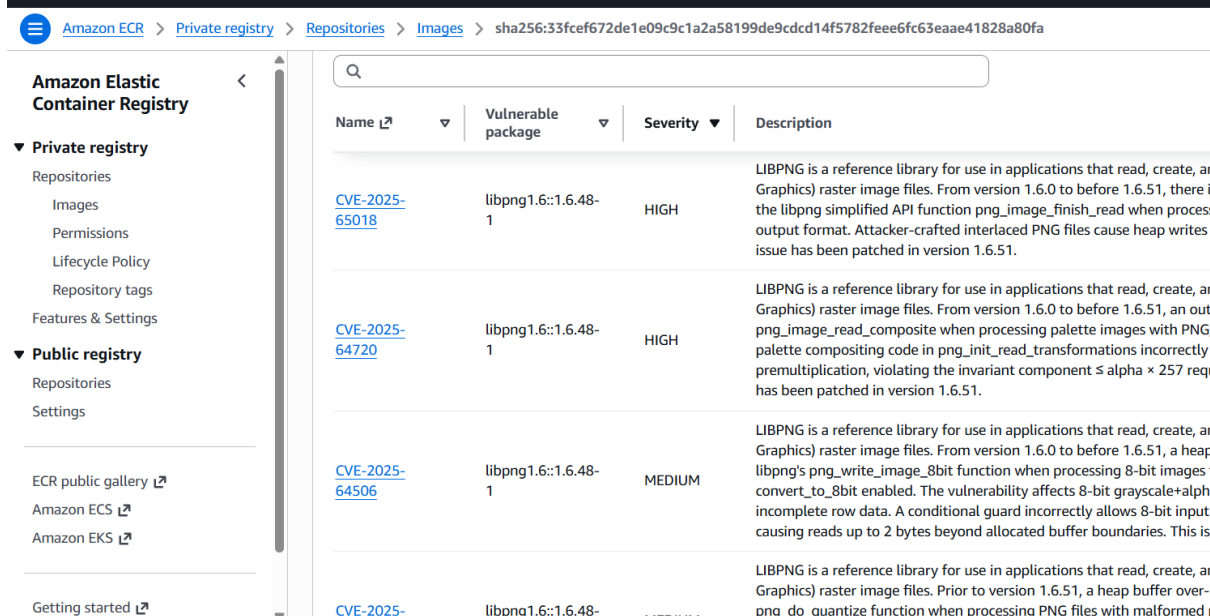 Amazon ECR > Private registry > Repositories > Images > sha256:33fcef672de1e09c9c1a2a58199de9cdcd14f5782feee6fc63eaae41828a80fa
Amazon Elastic
Container Registry
Private registry
Repositories
Images
Permissions
Lifecycle Policy
Repository tags
Features & Settings
Public registry
Repositories
Settings
ECR public gallery
Amazon ECS
Amazon EKS
Getting started
Name
Vulnerable
package
Severity
Description
CVE-2025-
65018
libpng1.6::1.6.48-
1
HIGH
LIBPNG is a reference library for use in applications that read, create,
Graphics) raster image files. From version 1.6.0 to before 1.6.51, there
the libpng simplified API function png_image_finish_read when
output format. Attacker-crafted interlaced PNG files cause heap writes
issue has been patched in version 1.6.51.
CVE-2025-
64720
libpng1.6::1.6.48-
1
HIGH
LIBPNG is a reference library for use in applications that read, create,
Graphics) raster image files. From version 1.6.0 to before 1.6.51, an
png_image_read_composite when processing palette images with
palette compositing code in png_init_read_transformations incorrectly
premultiplication, violating the invariant component ≤ alpha × 257
has been patched in version 1.6.51.
CVE-2025-
64506
libpng1.6::1.6.48-
1
MEDIUM
LIBPNG is a reference library for use in applications that read, create,
Graphics) raster image files. From version 1.6.0 to before 1.6.51, a heap
libpng's png_write_image_8bit function when processing 8-bit images
convert_to_8bit enabled. The vulnerability affects 8-bit
incomplete row data. A conditional guard incorrectly allows 8-bit input
causing reads up to 2 bytes beyond allocated buffer boundaries. This is
CVE-2025-
libpng1.6::1.6.48-
LIBPNG is a reference library for use in applications that read, create,
Graphics) raster image files. Prior to version 1.6.51, a heap buffer over-
png_do_quantize function when processing PNG files with malformed